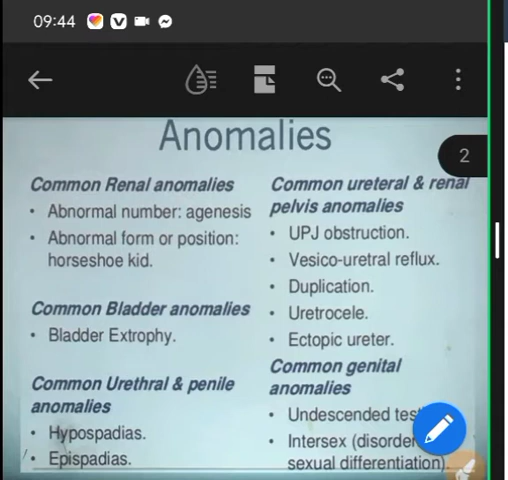 09:44
Anomalies
2
Common Renal anomalies
• Abnormal number: agenesis
• Abnormal form or position:
horseshoe kid.
Common Bladder anomalies
• Bladder Extrophy.
Common Urethral & penile
anomalies
• Hypospadias.
• Epispadias.
Common ureteral & renal
pelvis anomalies
• UPJ obstruction.
• Vesico-uretral reflux.
• Duplication.
• Uretrocele.
• Ectopic ureter.
Common genital
anomalies
• Undescended
• Intersex (disorder
sexual differentiation).